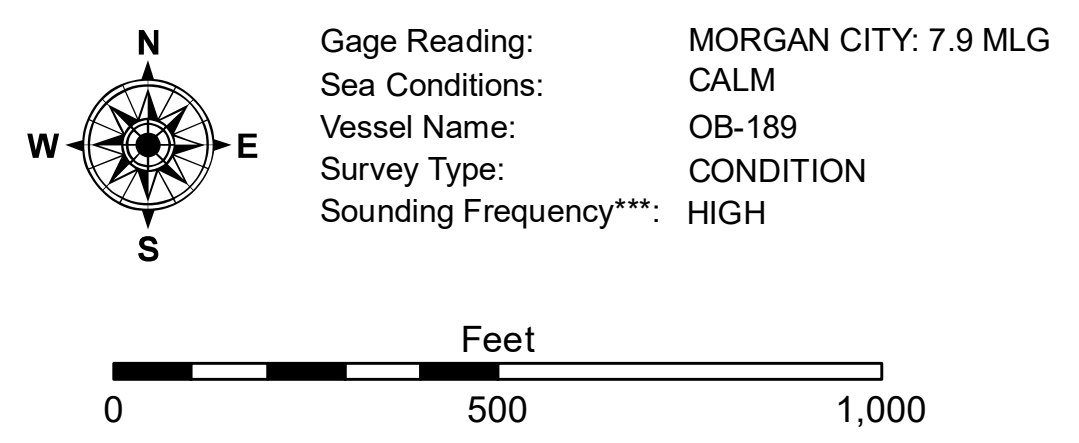 N
W E
S
Gage Reading: MORGAN CITY: 7.9 MLG
Sea Conditions: CALM
Vessel Name: OB-189
Survey Type: CONDITION
Sounding Frequency***: HIGH
Feet
0 500 1,000